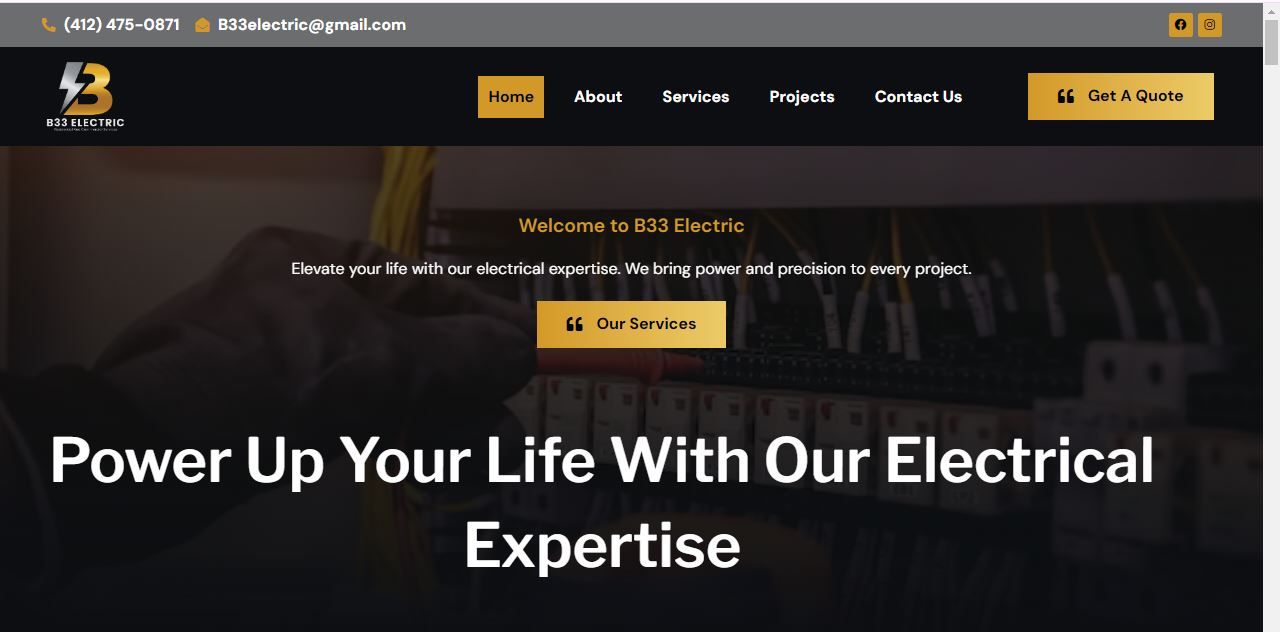 (412) 475-0871 B33electric@gmail.com
B33 ELECTRIC
Home About Services Projects Contact Us Get A Quote
Welcome to B33 Electric
Elevate your life with our electrical expertise. We bring power and precision to every project.
Our Services
Power Up Your Life With Our Electrical
Expertise